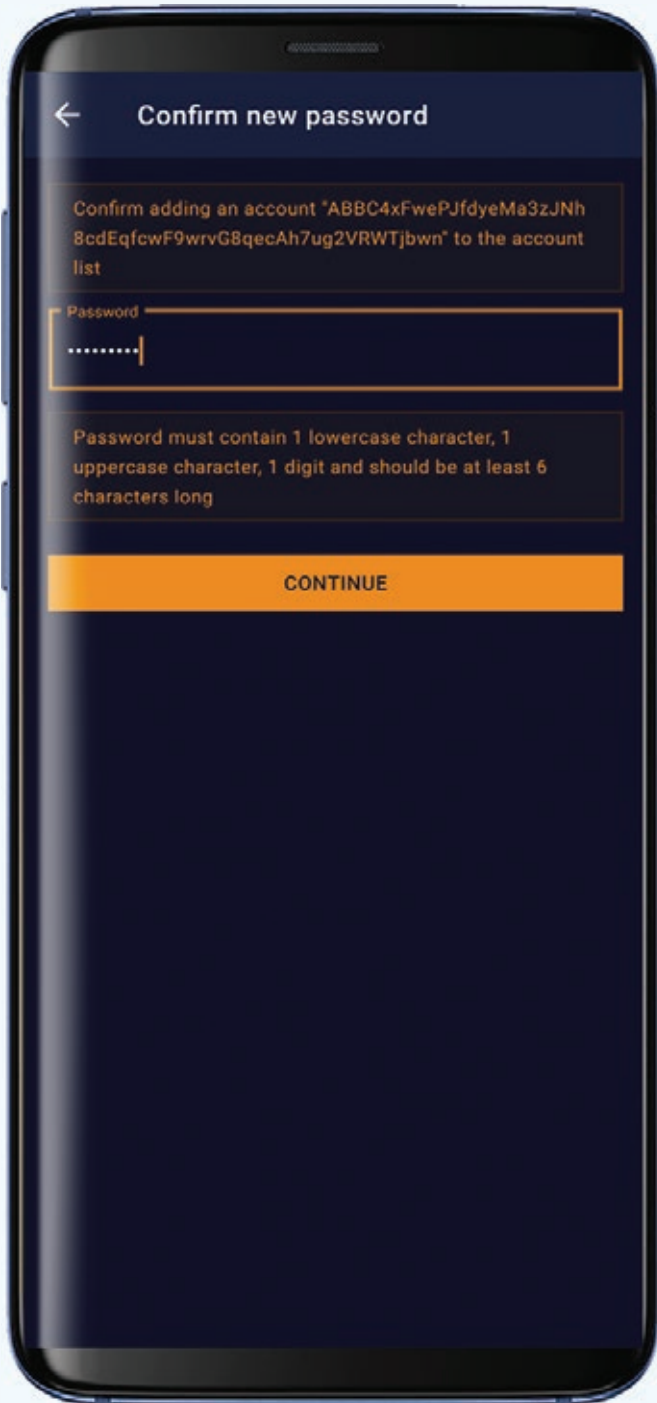 Confirm new password
Confirm adding an account "ABBC4xFwePJfdyeMa3zJNh
8cdEqfcwF9wrvG8qecAh7ug2VRWTjbwn" to the account
list
Password
•••••••••
Password must contain 1 lowercase character, 1
uppercase character, 1 digit and should be at least 6
characters long
CONTINUE